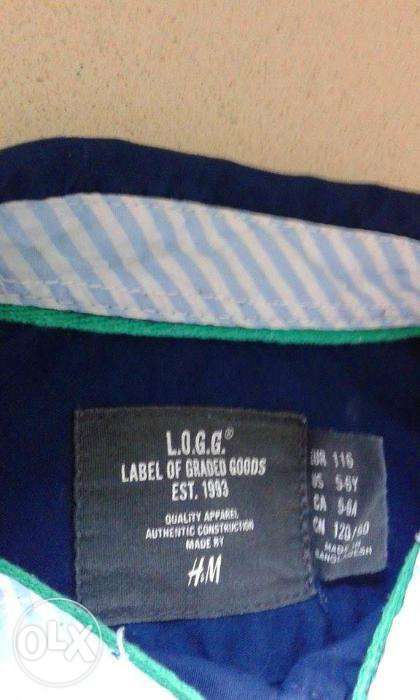 L.O.G.G.®
LABEL OF GRADED GOODS
EST. 1993
QUALITY APPAREL
AUTHENTIC CONSTRUCTION
MADE BY
H&M
EUR 116
US 5-6Y
CA 5-6A
CN 120/60
MADE IN
BANGLADESH
OLX